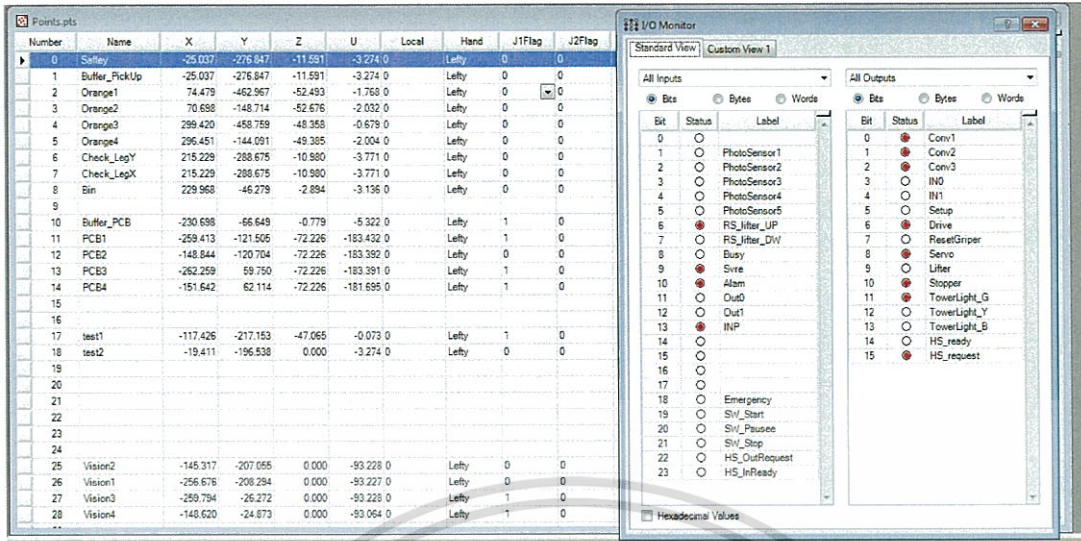 Points.pts
Number Name X Y Z U Local Hand J1Flag J2Flag
0 Saftey -25.037 -276.847 -11.591 -3.274 0 Lefty 0 0
1 Buffer_PickUp -25.037 -276.847 -11.591 -3.274 0 Lefty 0 0
2 Orange1 74.479 -462.967 -52.493 -1.768 0 Lefty 0 0
3 Orange2 70.698 -148.714 -52.676 -2.032 0 Lefty 0 0
4 Orange3 299.420 -458.759 -48.358 -0.679 0 Lefty 0 0
5 Orange4 296.451 -144.091 -49.385 -2.004 0 Lefty 0 0
6 Check_LegY 215.229 -288.675 -10.980 -3.771 0 Lefty 0 0
7 Check_LegX 215.229 -288.675 -10.980 -3.771 0 Lefty 0 0
8 Bin 229.968 -46.279 -2.894 -3.136 0 Lefty 0 0
9
10 Buffer_PCB -230.698 -66.649 -0.779 -5.322 0 Lefty 1 0
11 PCB1 -259.413 -121.505 -72.226 -183.432 0 Lefty 1 0
12 PCB2 -148.844 -120.704 -72.226 -183.392 0 Lefty 0 0
13 PCB3 -262.259 59.750 -72.226 -183.391 0 Lefty 1 0
14 PCB4 -151.642 62.114 -72.226 -181.695 0 Lefty 1 0
15
16
17 test1 -117.426 -217.153 -47.065 -0.073 0 Lefty 1 0
18 test2 -19.411 -196.538 0.000 -3.274 0 Lefty 0 0
19
20
21
22
23
24
25 Vision2 -145.317 -207.055 0.000 -93.228 0 Lefty 0 0
26 Vision1 -256.676 -208.294 0.000 -93.227 0 Lefty 0 0
27 Vision3 -259.794 -26.272 0.000 -93.228 0 Lefty 1 0
28 Vision4 -148.620 -24.873 0.000 -93.064 0 Lefty 1 0
I/O Monitor
Standard View Custom View 1
All Inputs
Bits Bytes Words
Bit Status Label
0
1 PhotoSensor1
2 PhotoSensor2
3 PhotoSensor3
4 PhotoSensor4
5 PhotoSensor5
6 RS_lifter_UP
7 RS_lifter_DW
8 Busy
9 Svre
10 Alam
11 Out0
12 Out1
13 INP
14
15
16
17
18 Emergency
19 SW_Start
20 SW_Pausee
21 SW_Stop
22 HS_OutRequest
23 HS_InReady
All Outputs
Bits Bytes Words
Bit Status Label
0 Conv1
1 Conv2
2 Conv3
3 IN0
4 IN1
5 Setup
6 Drive
7 ResetGriper
8 Servo
9 Lifter
10 Stopper
11 TowerLight_G
12 TowerLight_Y
13 TowerLight_B
14 HS_ready
15 HS_request
Hexadecimal Values